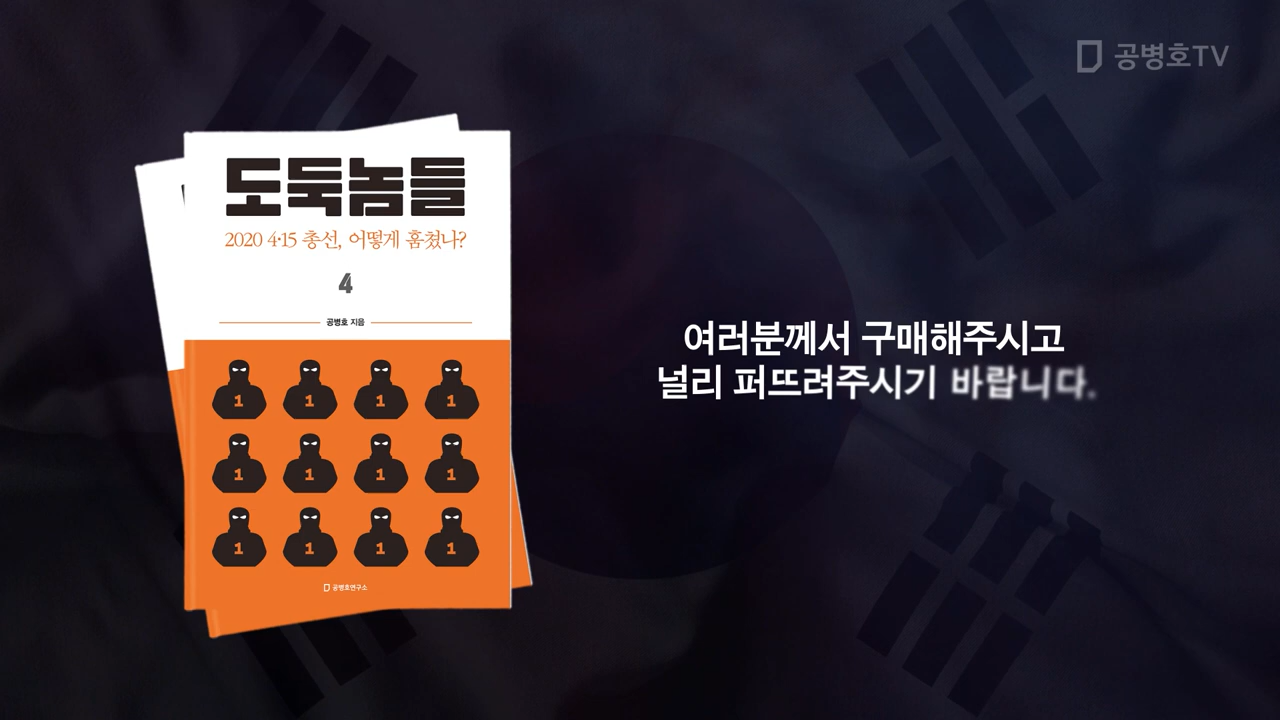 공병호TV
도둑놈들
2020 4·15 총선, 어떻게 훔쳤나?
4
공병호 지음
1 1 1 1
1 1 1 1
1 1 1 1
공병호연구소
여러분께서 구매해주시고
널리 퍼뜨려주시기 바랍니다.